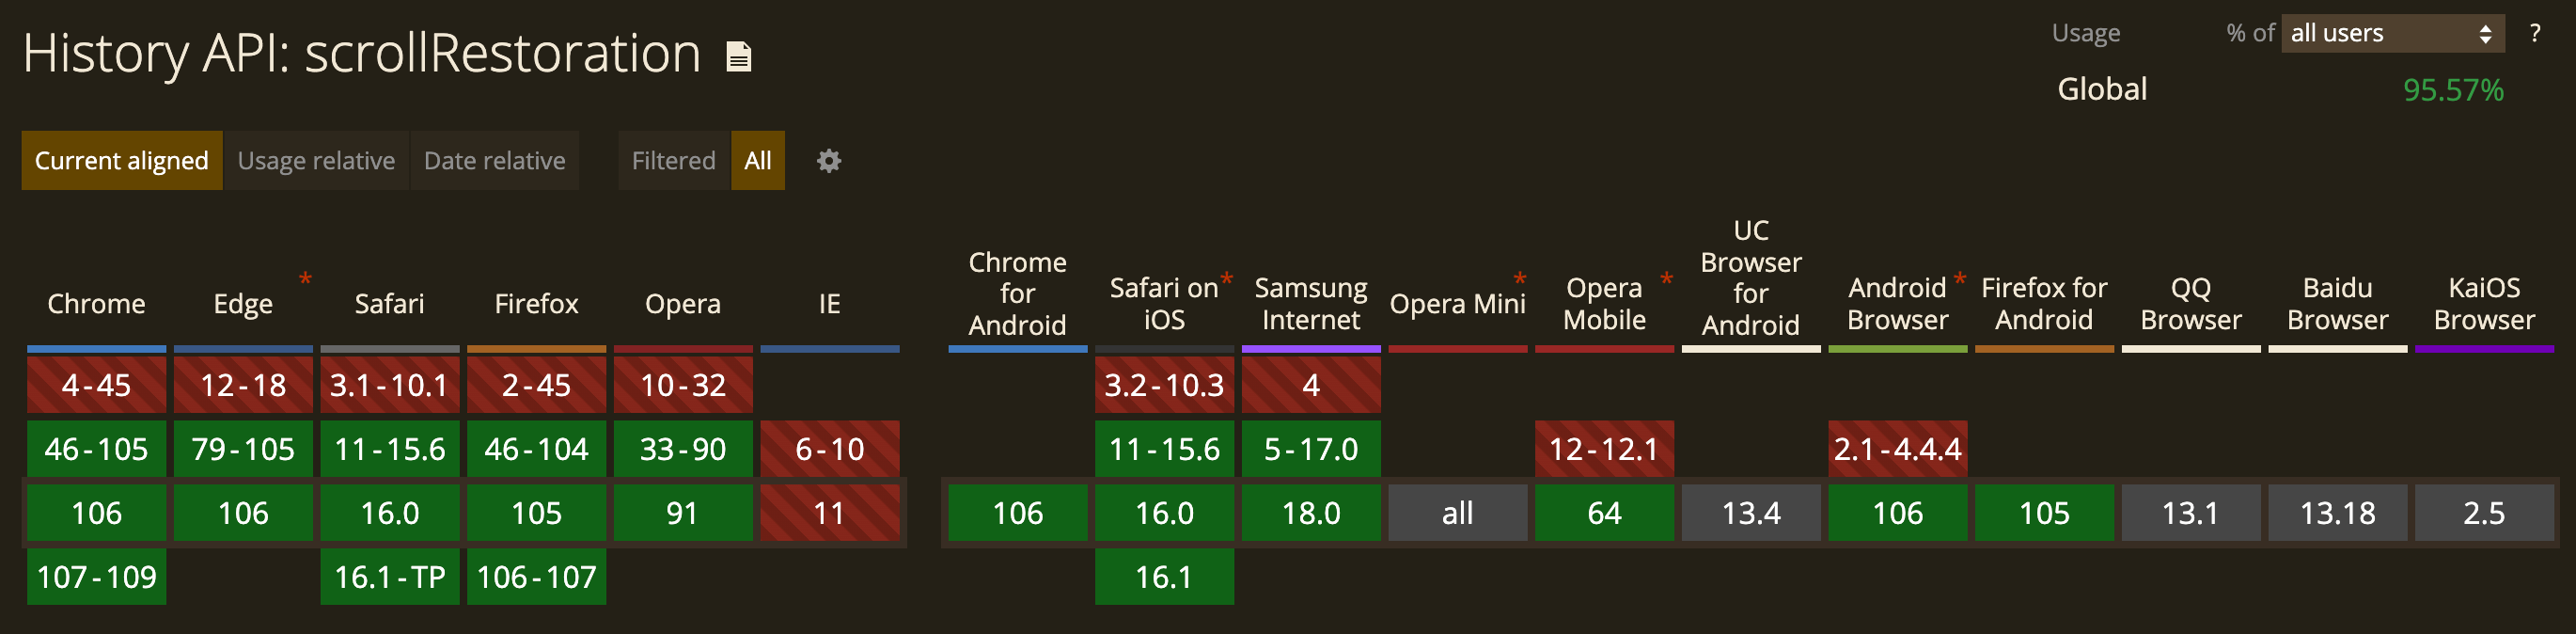 History API: scrollRestoration
Usage % of all users ?
Global 95.57%
Current aligned Usage relative Date relative Filtered All
Chrome Edge * Safari Firefox Opera IE
Chrome for Android
Safari on iOS *
Samsung Internet
Opera Mini *
Opera Mobile *
UC Browser for Android
Android Browser *
Firefox for Android
QQ Browser
Baidu Browser
KaiOS Browser
4-45 12-18 3.1-10.1 2-45 10-32 3.2-10.3 4
46-105 79-105 11-15.6 46-104 33-90 6-10 11-15.6 5-17.0 12-12.1 2.1-4.4.4
106 106 16.0 105 91 11 106 16.0 18.0 all 64 13.4 106 105 13.1 13.18 2.5
107-109 16.1-TP 106-107 16.1